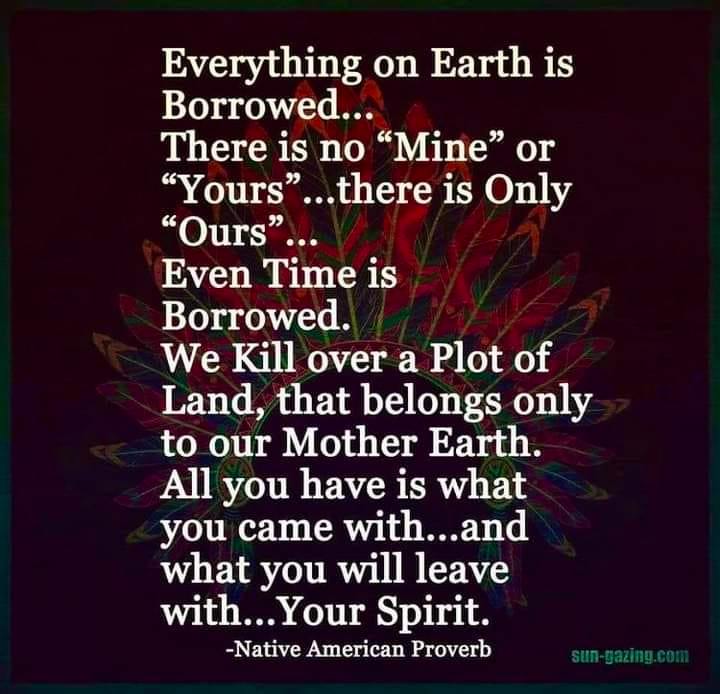 Everything on Earth is
Borrowed...
There is no “Mine” or
“Yours”...there is Only
“Ours”...
Even Time is
Borrowed.
We Kill over a Plot of
Land, that belongs only
to our Mother Earth.
All you have is what
you came with...and
what you will leave
with...Your Spirit.
-Native American Proverb
sun-gazing.com